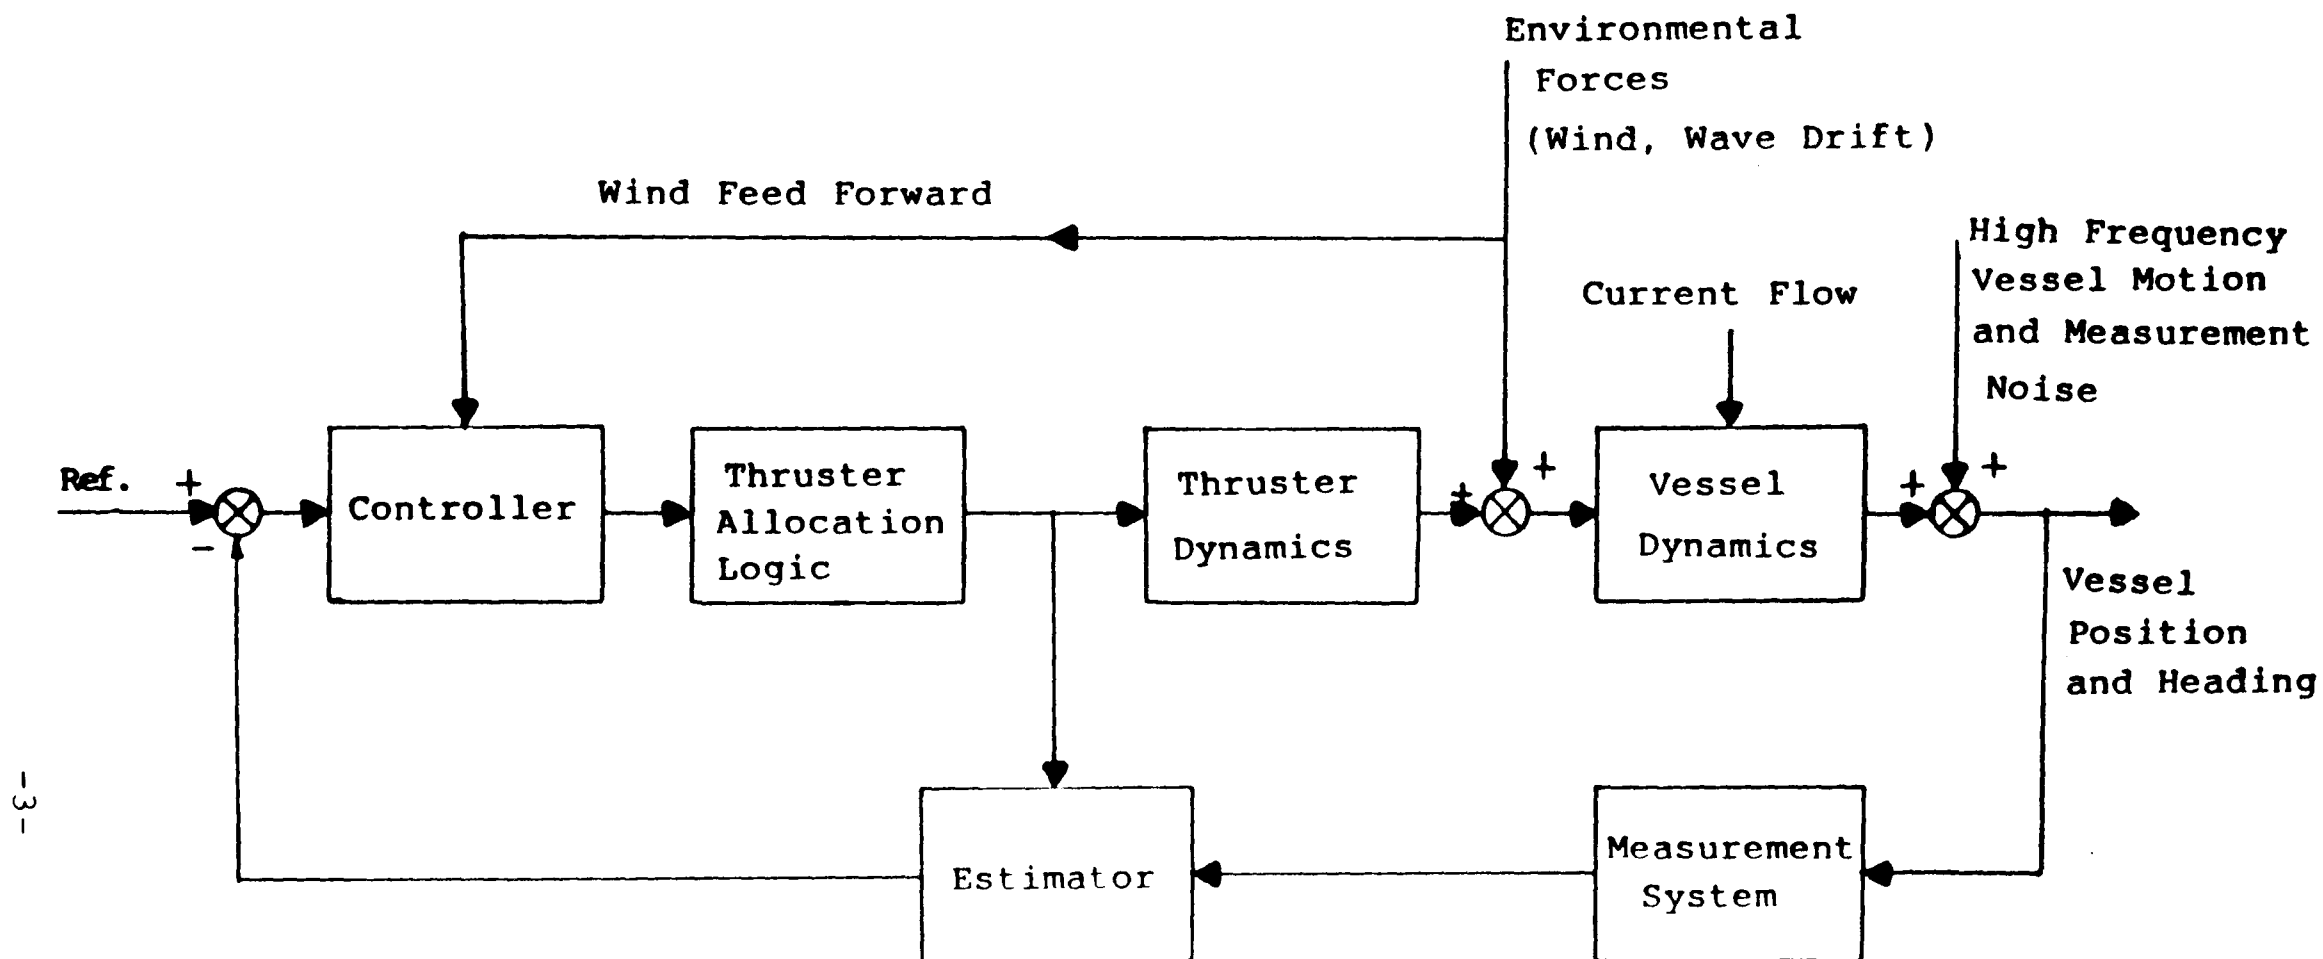 Environmental
Forces
(Wind, Wave Drift)
Wind Feed Forward
High Frequency
Vessel Motion
and Measurement
Noise
Current Flow
Ref.
+
-
Controller
Thruster
Allocation
Logic
Thruster
Dynamics
+
+
Vessel
Dynamics
+
+
Vessel
Position
and Heading
-3-
Estimator
Measurement
System